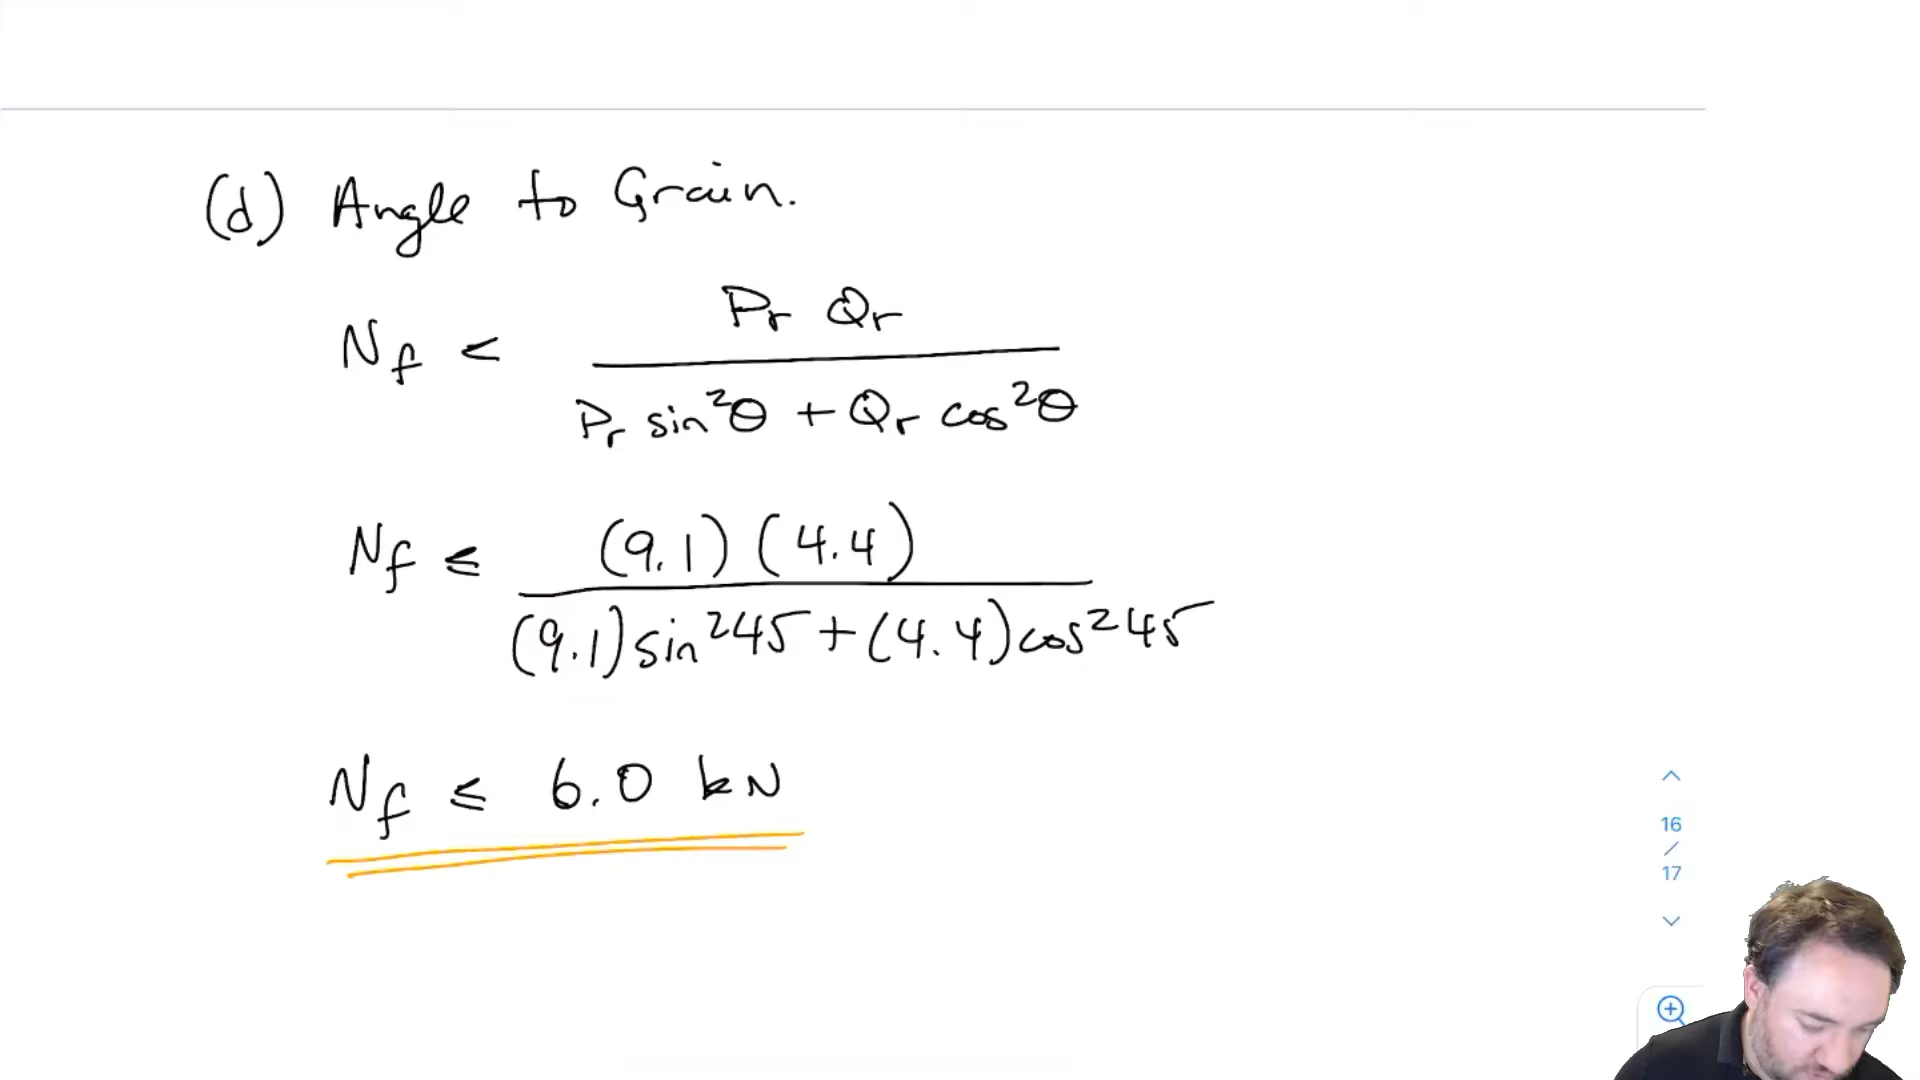 (d) Angle to Grain.
Nf < Pr Qr
Pr sin²θ + Qr cos²θ
Nf ≤ (9.1) (4.4)
(9.1) sin²45 + (4.4) cos²45
Nf ≤ 6.0 kN
16
/
17